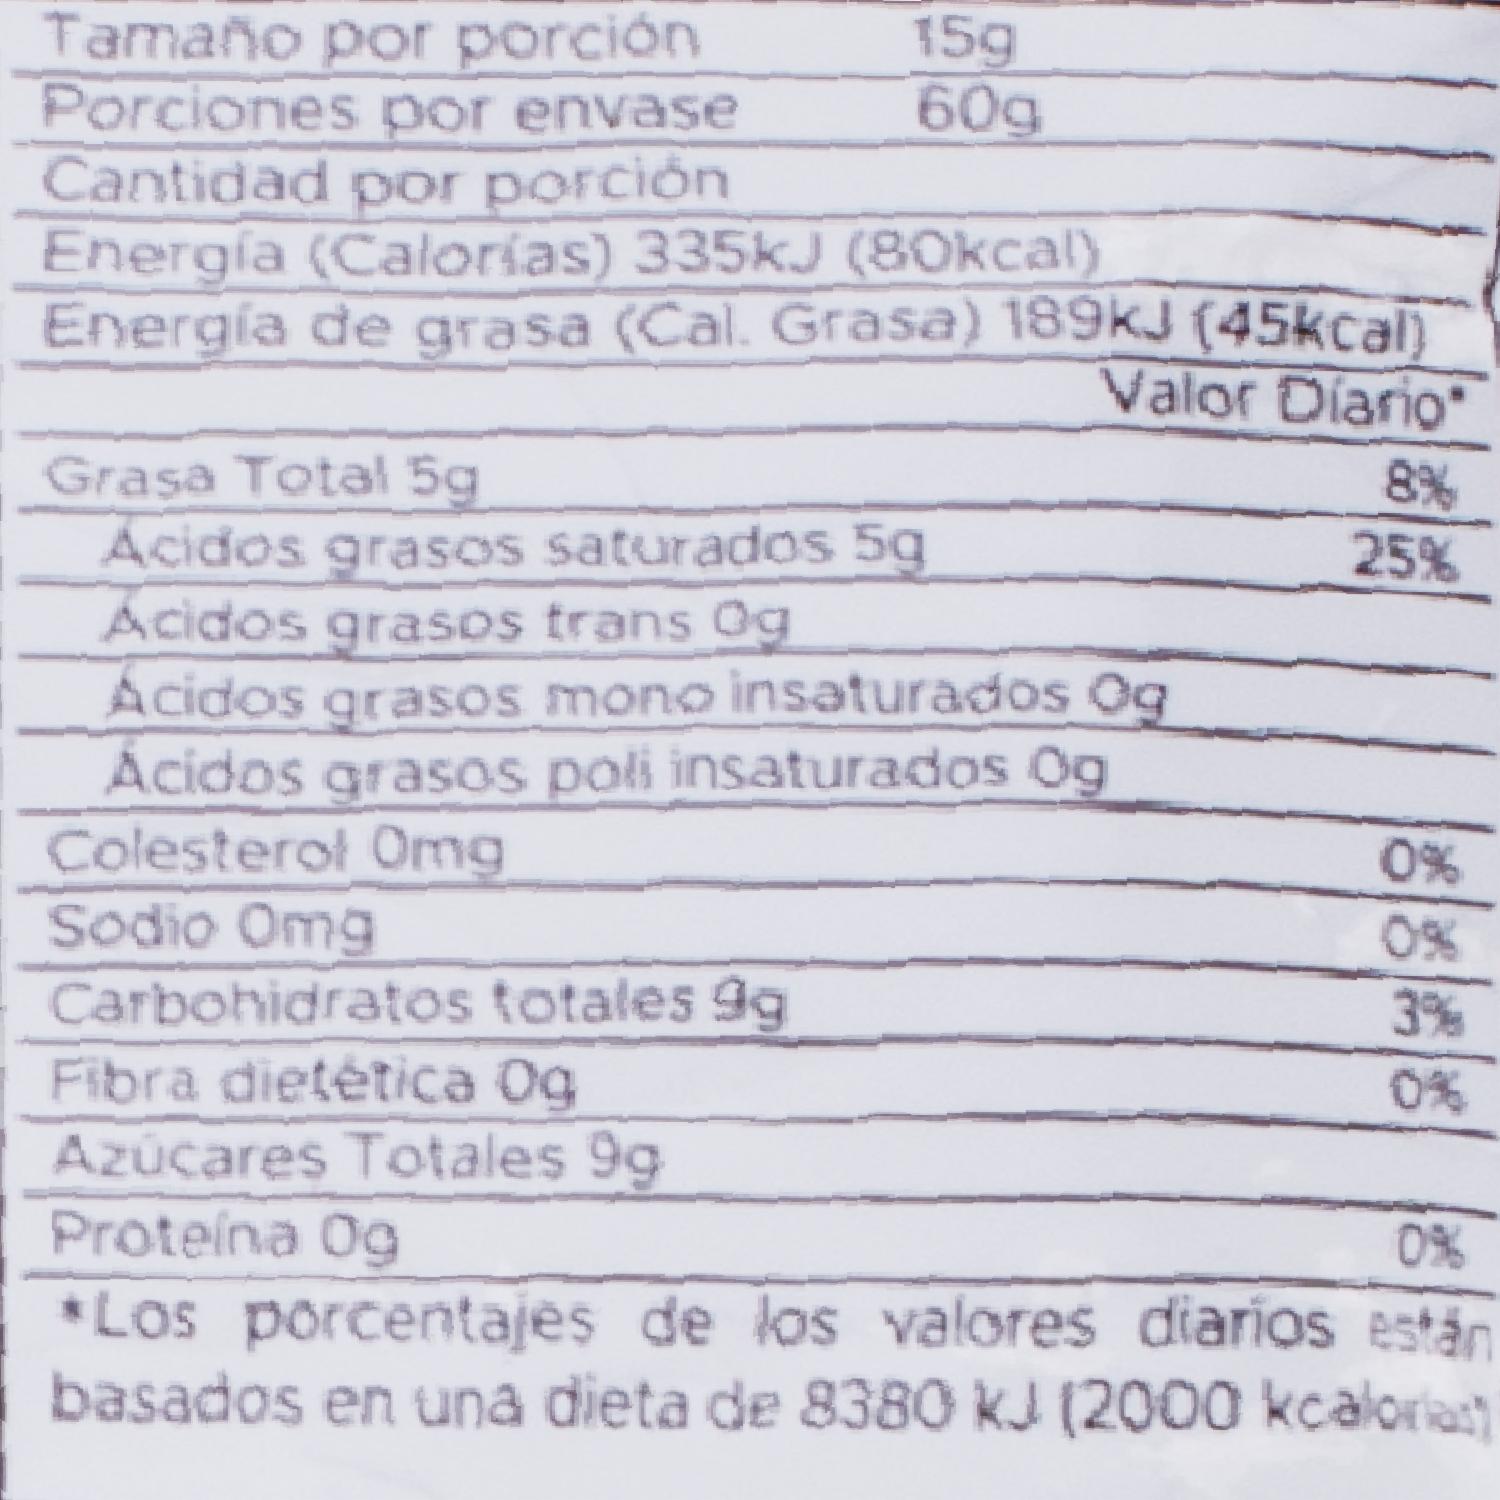 Tamaño por porción 15g
Porciones por envase 60g
Cantidad por porción
Energía (Calorías) 335kJ (80kcal)
Energía de grasa (Cal. Grasa) 189kJ (45kcal)
Valor Diario*
Grasa Total 5g 8%
Ácidos grasos saturados 5g 25%
Ácidos grasos trans 0g
Ácidos grasos mono insaturados 0g
Ácidos grasos poli insaturados 0g
Colesterol 0mg 0%
Sodio 0mg 0%
Carbohidratos totales 9g 3%
Fibra dietética 0g 0%
Azúcares Totales 9g
Proteína 0g 0%
*Los porcentajes de los valores diarios están
basados en una dieta de 8380 kJ (2000 kcalorías)